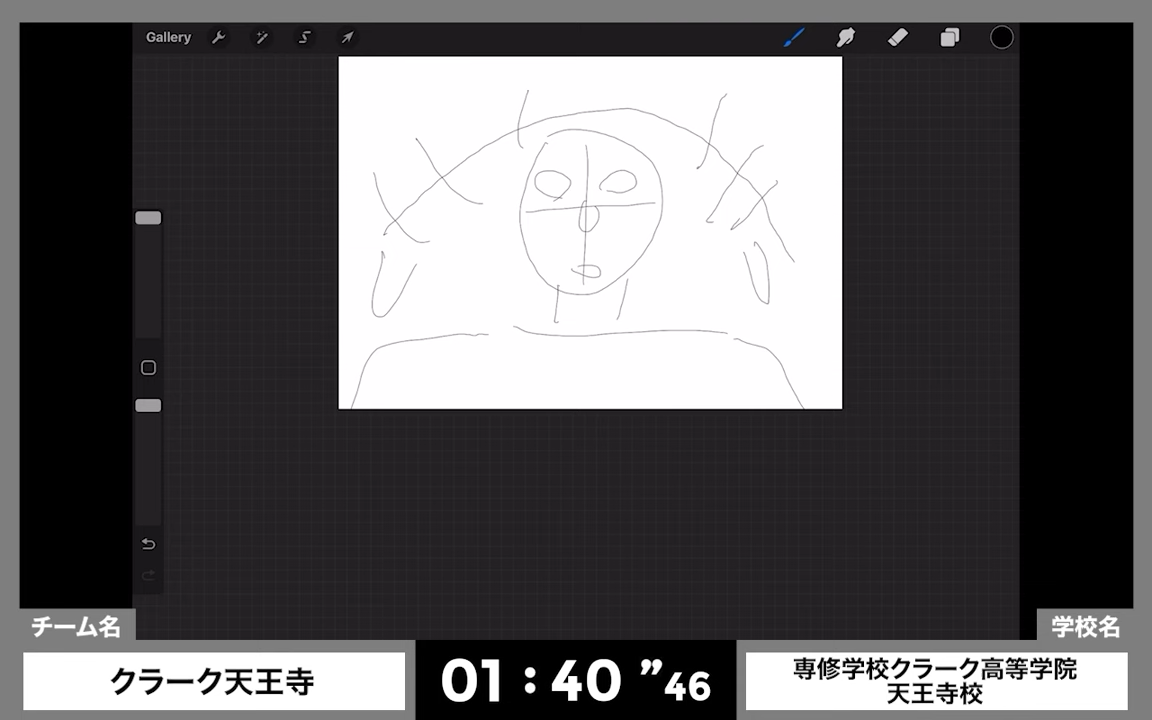 Gallery
チーム名
学校名
クラーク天王寺
01:40”46
専修学校クラーク高等学院
天王寺校